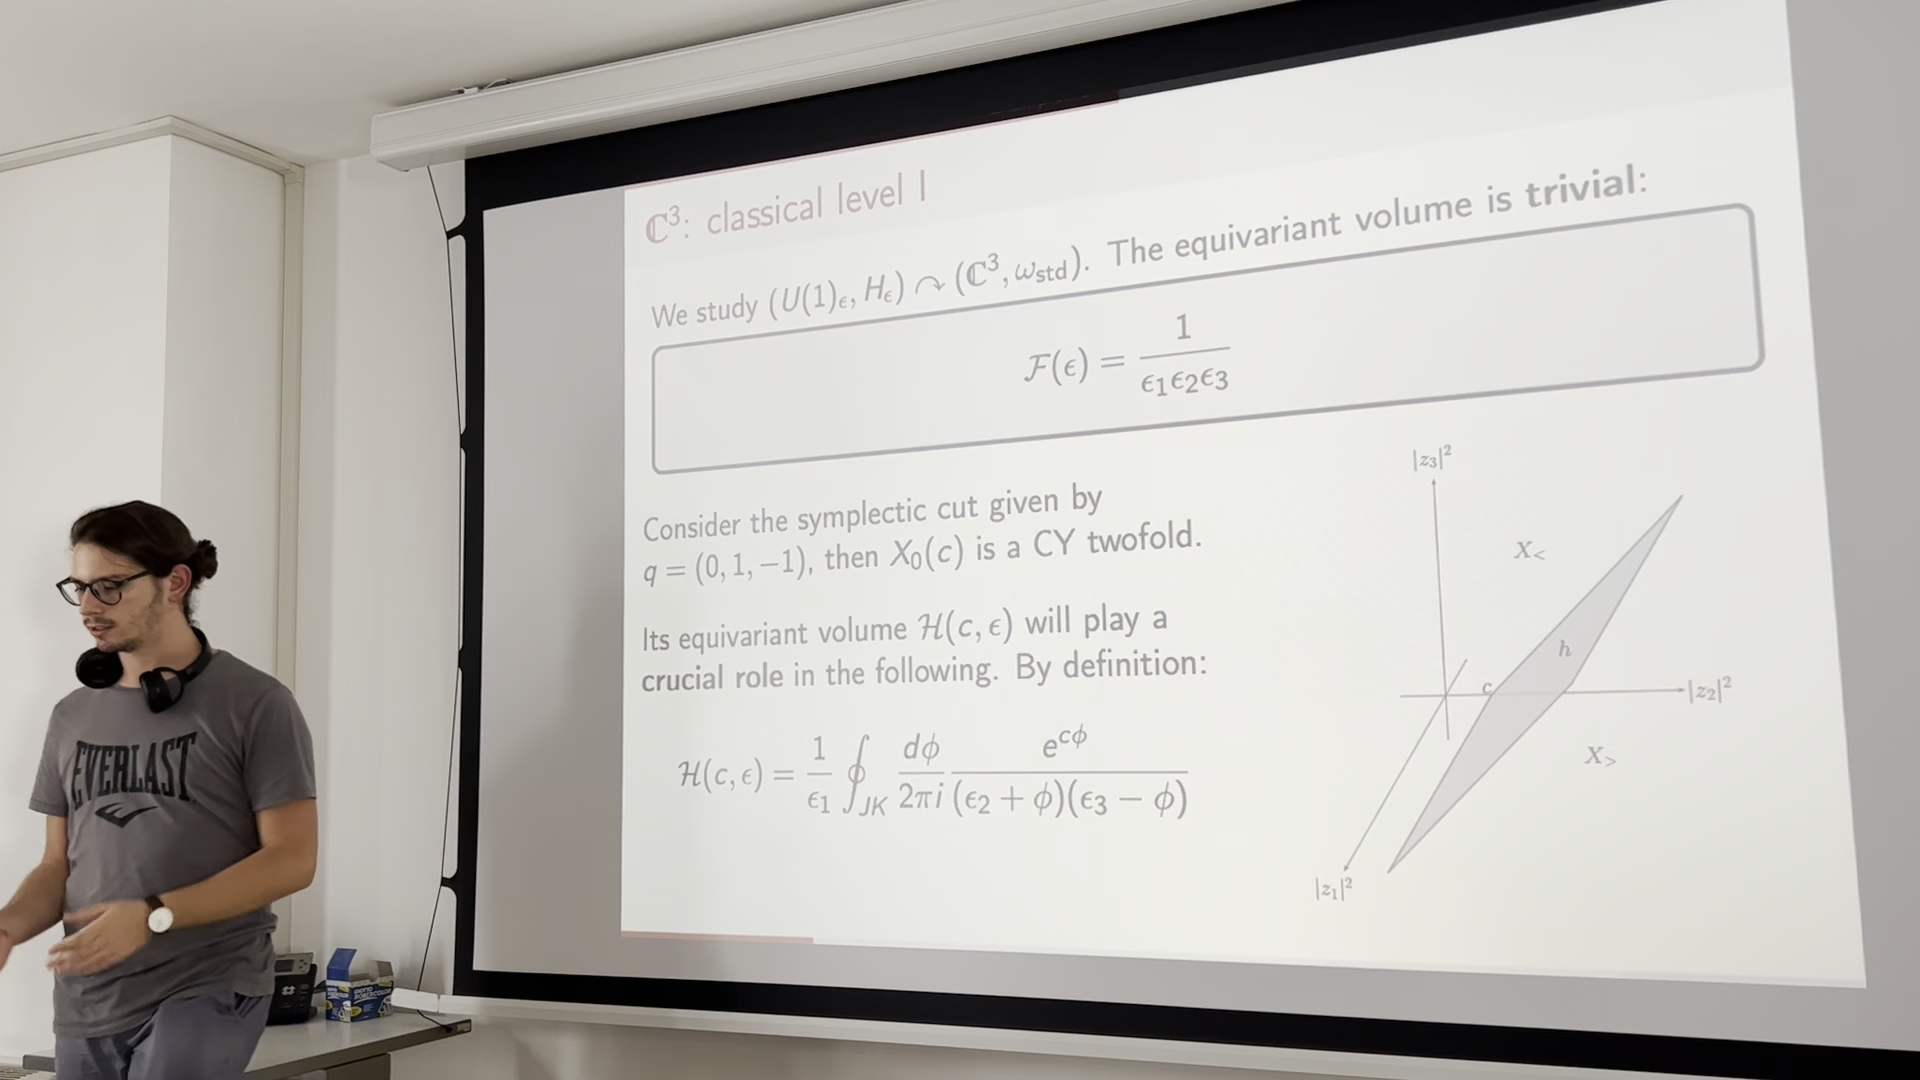 ℂ³: classical level I
We study (U(1)_ϵ, H_ϵ) ↷ (ℂ³, ω_std). The equivariant volume is trivial:
ℱ(ϵ) = 1 / (ϵ₁ϵ₂ϵ₃)
Consider the symplectic cut given by
q = (0, 1, −1), then X₀(c) is a CY twofold.
Its equivariant volume ℋ(c, ϵ) will play a
crucial role in the following. By definition:
ℋ(c, ϵ) = 1/ϵ₁ ∮_JK dϕ/2πi e^{cϕ} / ((ϵ₂ + ϕ)(ϵ₃ − ϕ))
|z₃|²
X_<
h
c
|z₂|²
X_>
|z₁|²
EVERLAST